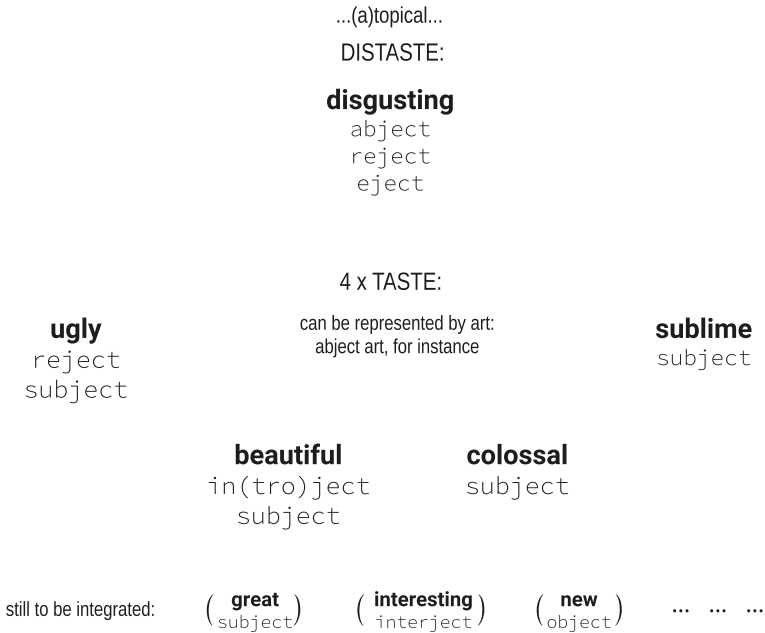 ...(a)topical...
DISTASTE:
disgusting
abject
reject
eject
4 x TASTE:
can be represented by art:
abject art, for instance
ugly
reject
subject
sublime
subject
beautiful
in(tro)ject
subject
colossal
subject
still to be integrated:
( great
subject )
( interesting
interject )
( new
object )
... ... ...